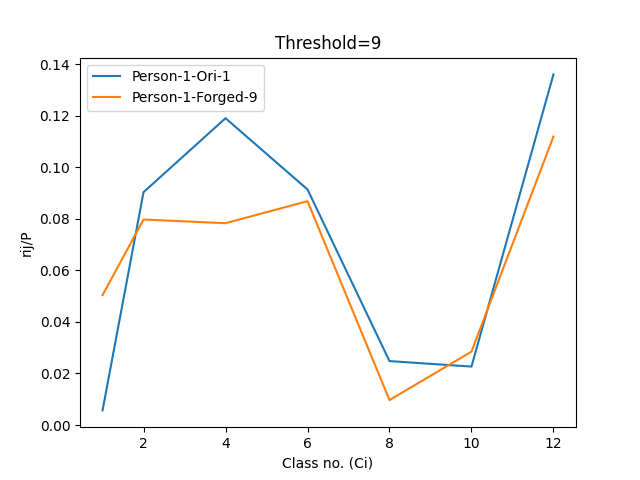 Threshold=9
Person-1-Ori-1
Person-1-Forged-9
rij/P
0.14
0.12
0.10
0.08
0.06
0.04
0.02
0.00
2 4 6 8 10 12
Class no. (Ci)